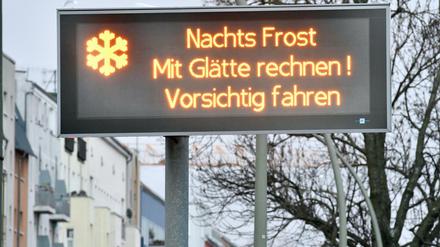 Nachts Frost
Mit Glätte rechnen !
Vorsichtig fahren